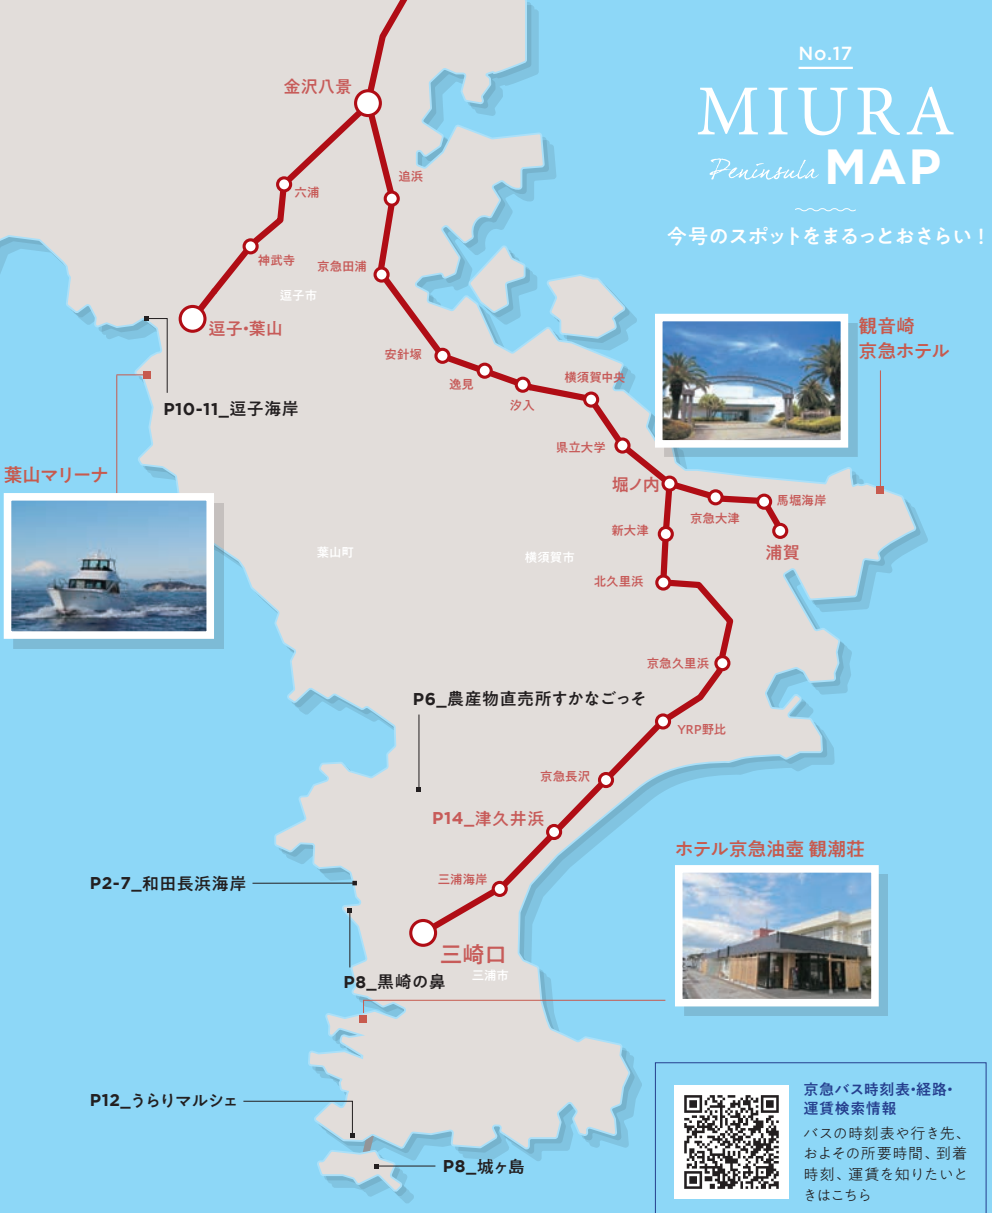 No.17
MIURA
Peninsula MAP
今号のスポットをまるっとおさらい！
金沢八景
六浦
追浜
神武寺
京急田浦
逗子市
逗子・葉山
観音崎
京急ホテル
安針塚
逸見
汐入
横須賀中央
P10-11_逗子海岸
県立大学
葉山マリーナ
堀ノ内
京急大津
馬堀海岸
新大津
浦賀
葉山町
横須賀市
北久里浜
京急久里浜
P6_農産物直売所すかなごっそ
YRP野比
京急長沢
P14_津久井浜
ホテル京急油壺 観潮荘
三浦海岸
P2-7_和田長浜海岸
三崎口
三浦市
P8_黒崎の鼻
P12_うらりマルシェ
P8_城ヶ島
京急バス時刻表・経路・
運賃検索情報
バスの時刻表や行き先、
およその所要時間、到着
時刻、運賃を知りたいと
きはこちら